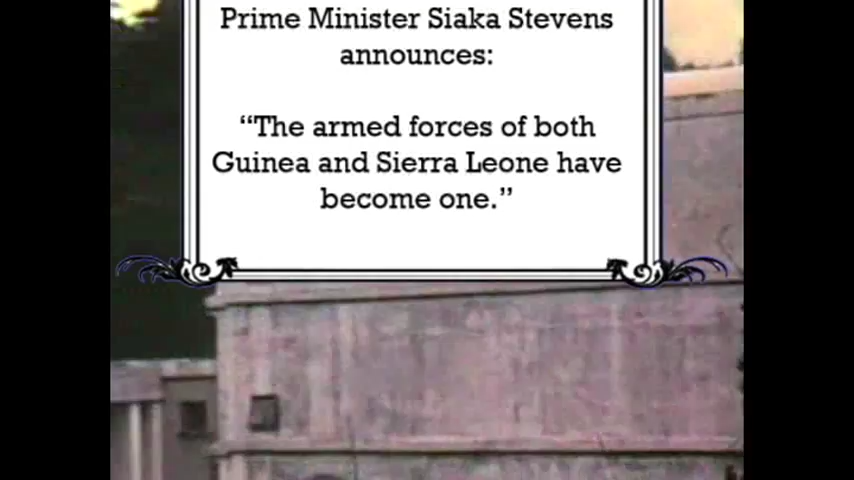 Prime Minister Siaka Stevens
announces:
“The armed forces of both
Guinea and Sierra Leone have
become one.”